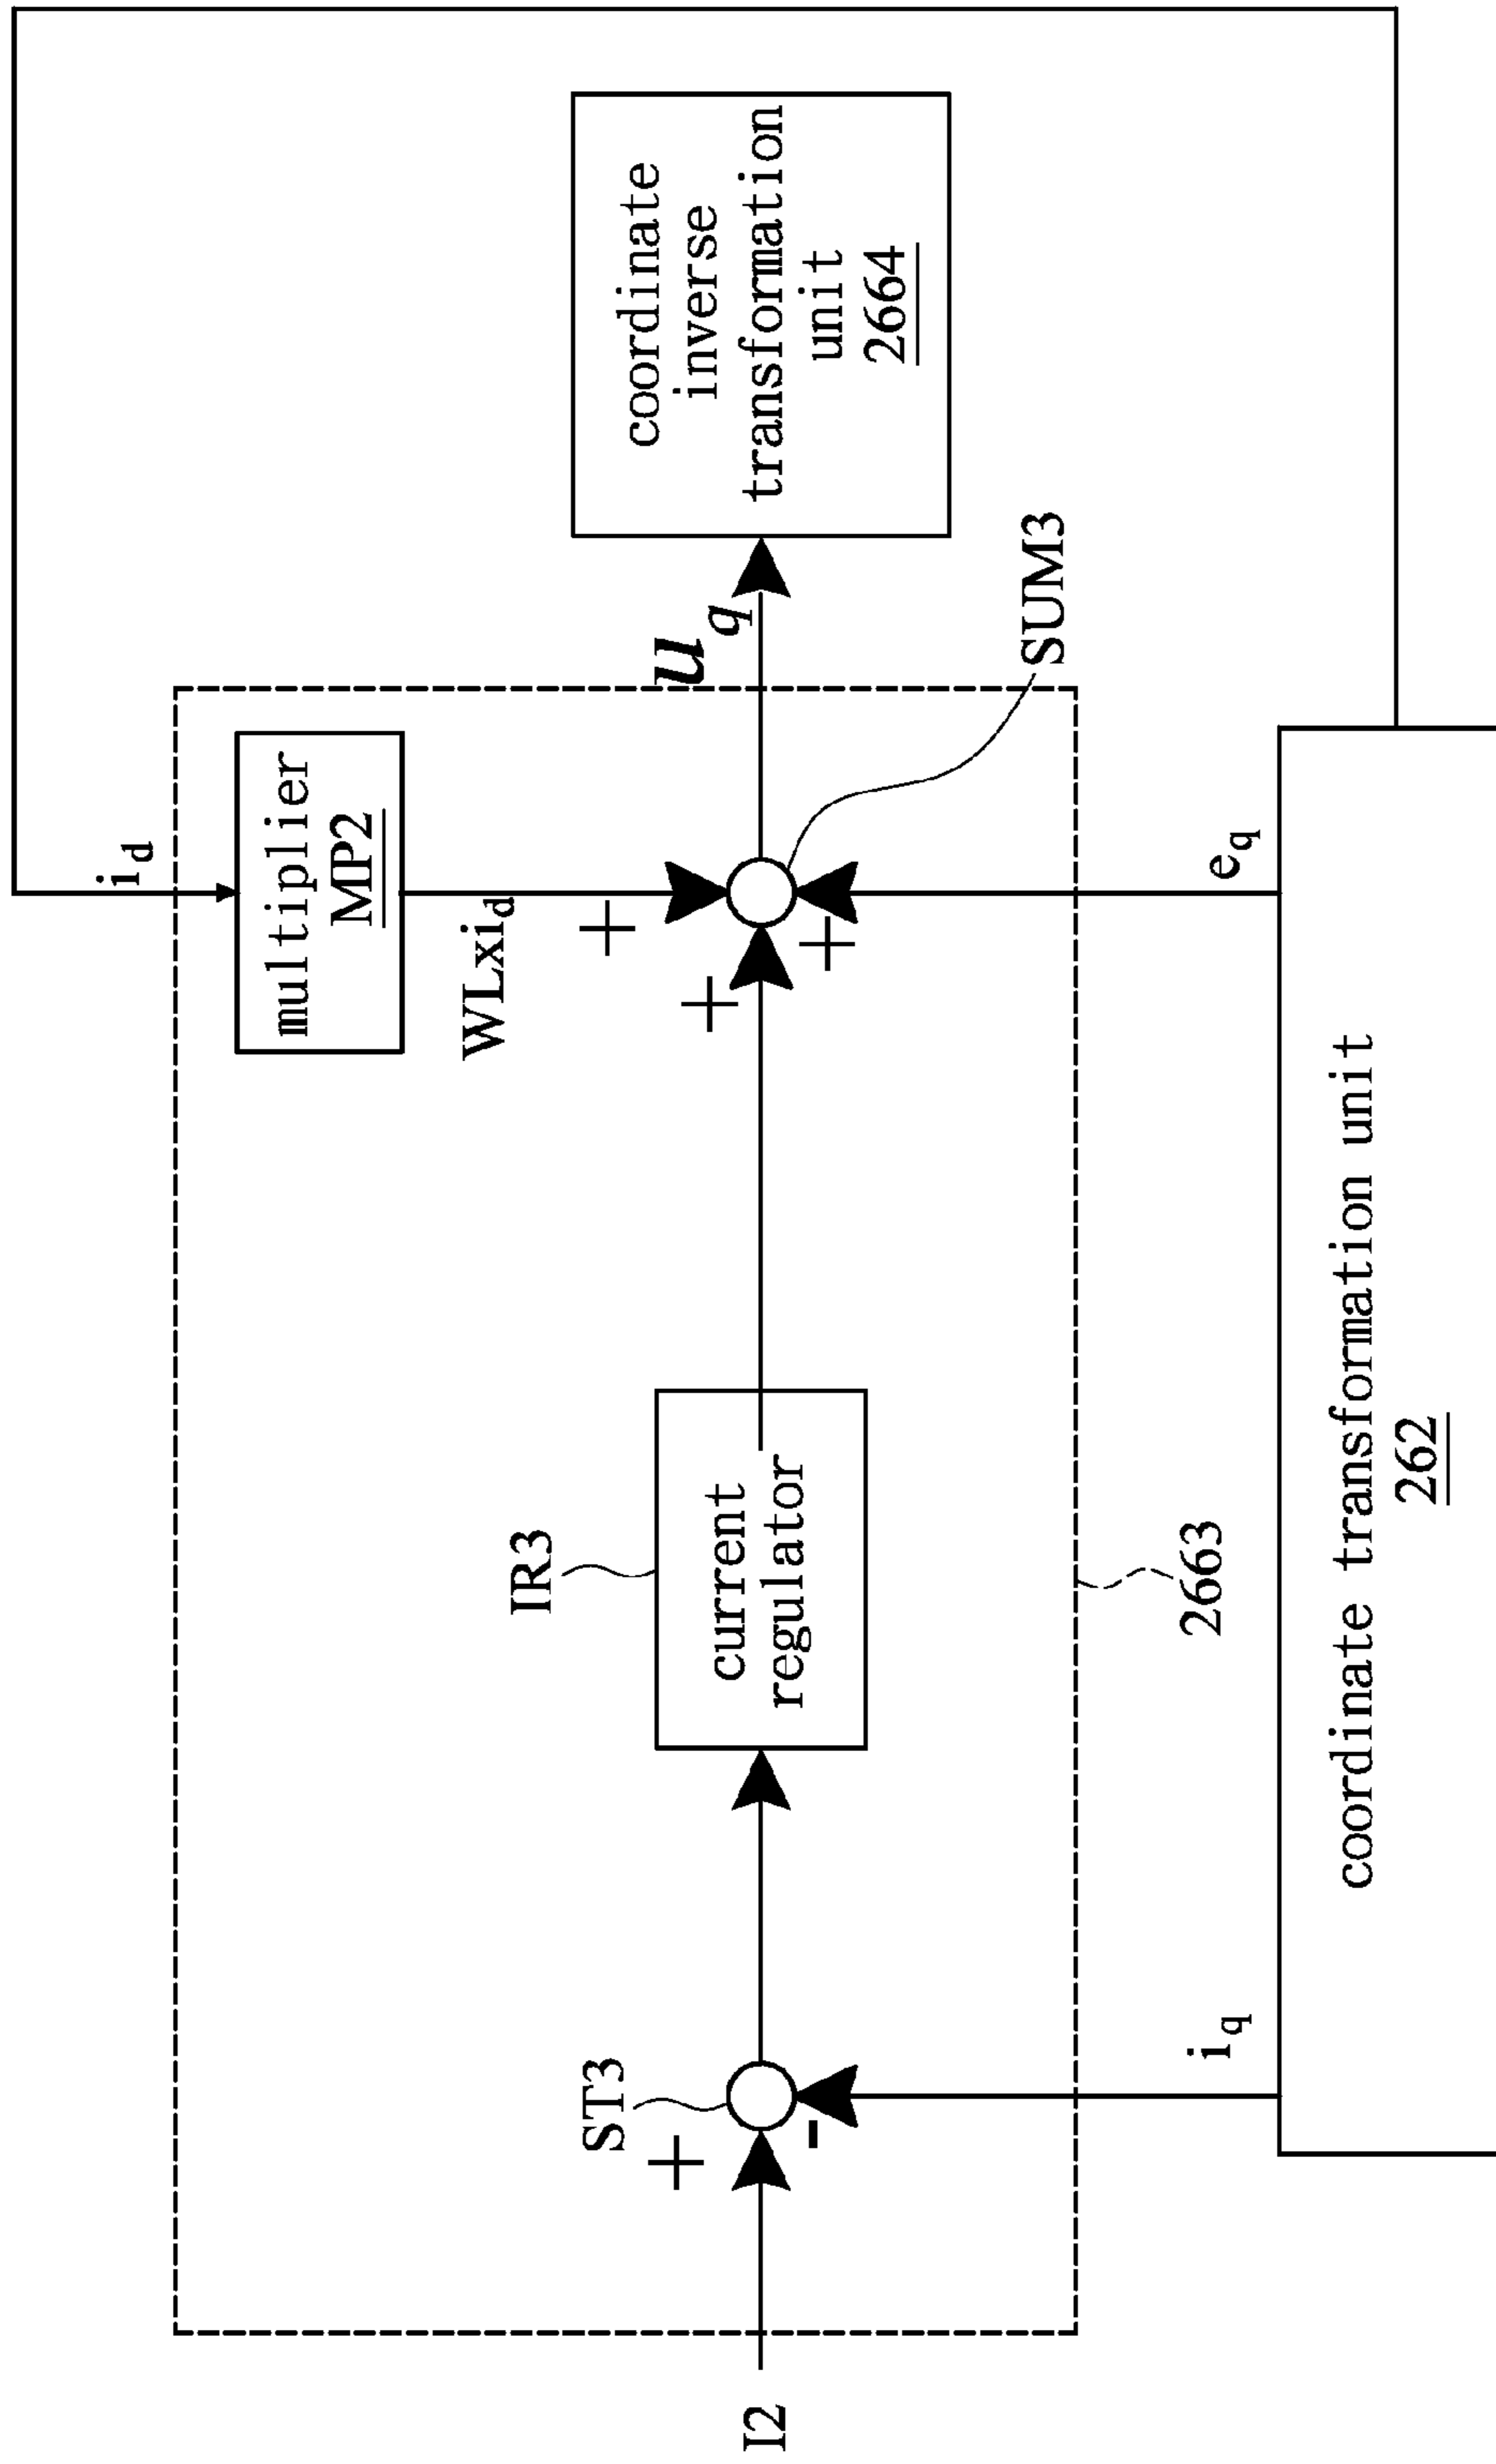 i_d
multiplier
MP2
WLxi_d
+
+
+
u_q
coordinate
inverse
transformation
unit
2664
SUM3
IR3
current
regulator
ST3
+
-
I2
i_q
e_q
2663
coordinate transformation unit
262